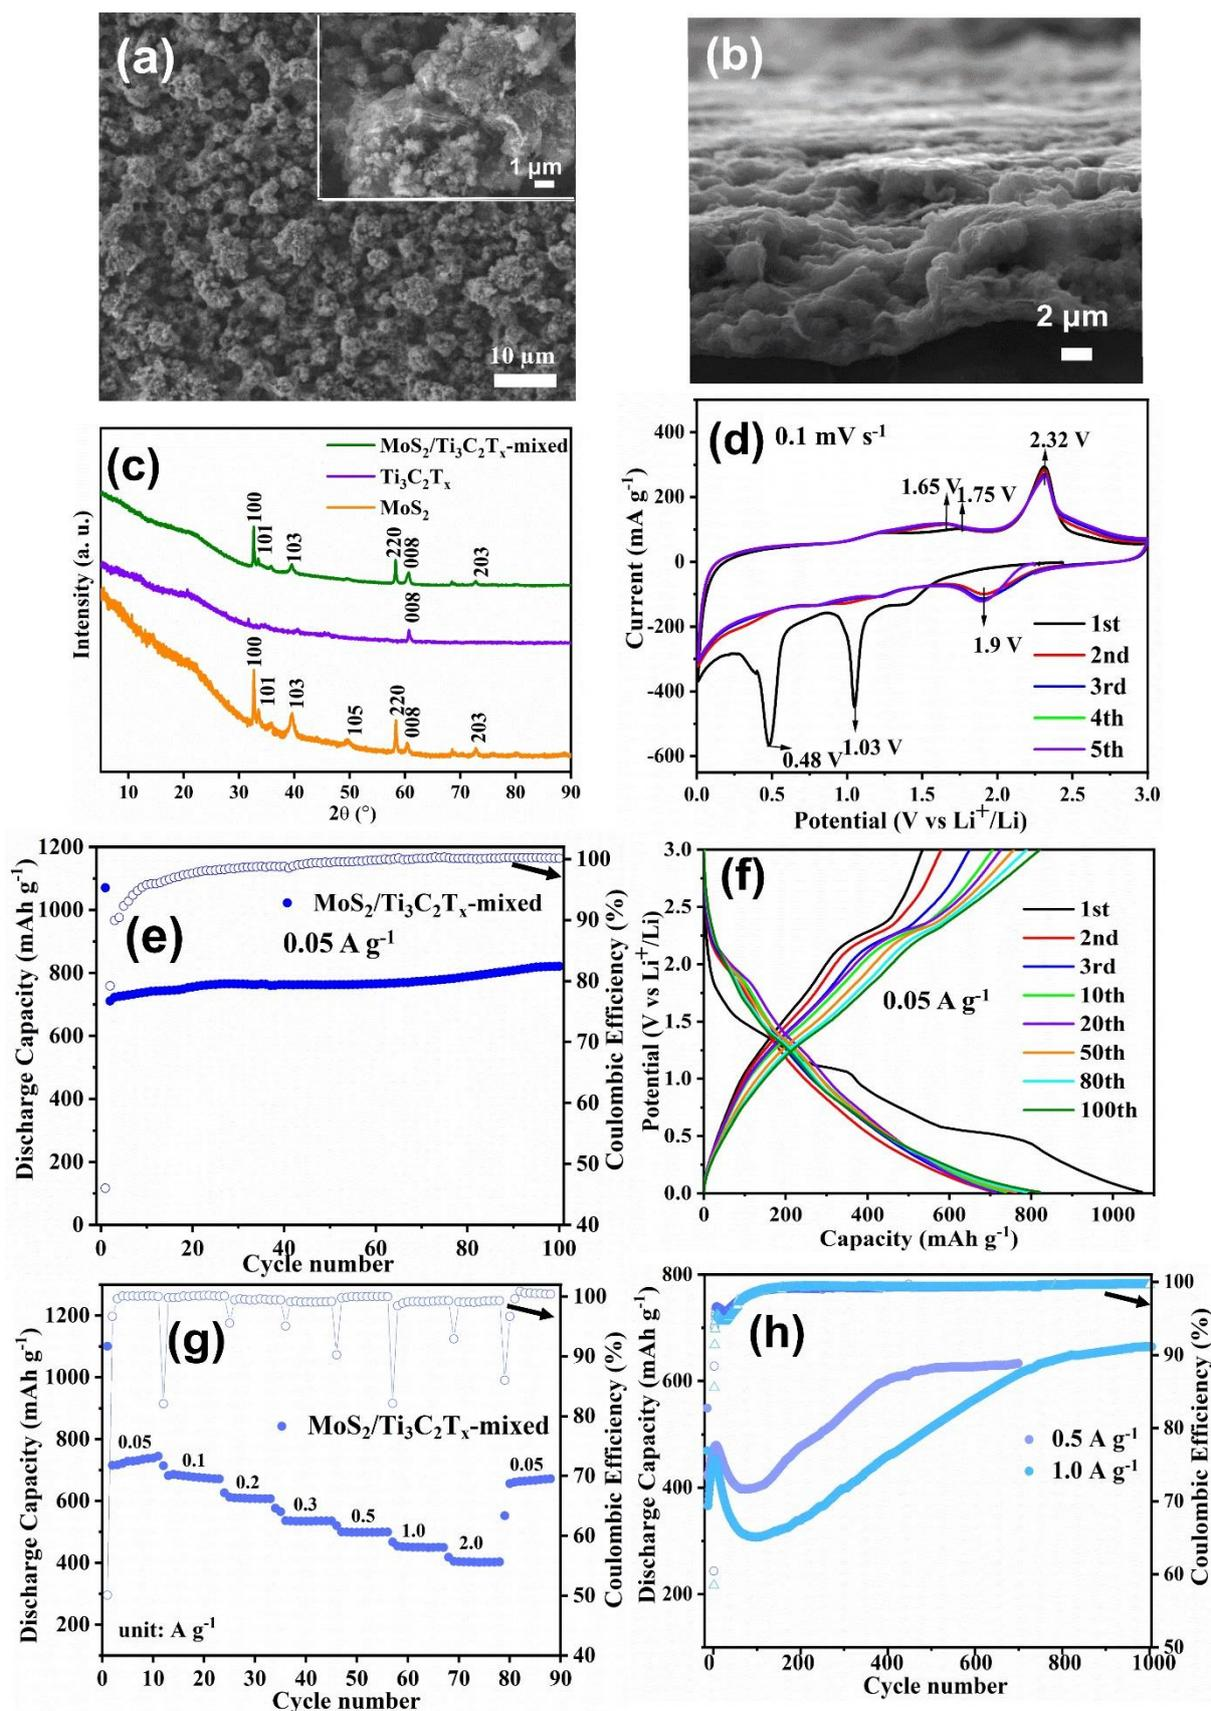 (a)
1 μm
10 μm
(b)
2 μm
(c)
MoS₂/Ti₃C₂Tₓ-mixed
Ti₃C₂Tₓ
MoS₂
100
101
103
220
008
203
008
100
101
103
105
220
008
203
Intensity (a. u.)
5 10 20 30 40 50 60 70 80 90
2θ (°)
(d)
0.1 mV s⁻¹
2.32 V
1.65 V
1.75 V
1.9 V
1.03 V
0.48 V
1st
2nd
3rd
4th
5th
400
200
0
-200
-400
-600
Current (mA g⁻¹)
0.0 0.5 1.0 1.5 2.0 2.5 3.0
Potential (V vs Li⁺/Li)
(e)
MoS₂/Ti₃C₂Tₓ-mixed
0.05 A g⁻¹
1200
1000
800
600
400
200
0
Discharge Capacity (mAh g⁻¹)
100
90
80
70
60
50
40
Coulombic Efficiency (%)
0 20 40 60 80 100
Cycle number
(f)
0.05 A g⁻¹
1st
2nd
3rd
10th
20th
50th
80th
100th
3.0
2.5
2.0
1.5
1.0
0.5
0.0
Potential (V vs Li⁺/Li)
0 200 400 600 800 1000
Capacity (mAh g⁻¹)
(g)
MoS₂/Ti₃C₂Tₓ-mixed
0.05
0.1
0.2
0.3
0.5
1.0
2.0
0.05
unit: A g⁻¹
1200
1000
800
600
400
200
Discharge Capacity (mAh g⁻¹)
100
90
80
70
60
50
40
Coulombic Efficiency (%)
0 10 20 30 40 50 60 70 80 90
Cycle number
(h)
0.5 A g⁻¹
1.0 A g⁻¹
800
600
400
200
Discharge Capacity (mAh g⁻¹)
100
90
80
70
60
50
Coulombic Efficiency (%)
0 200 400 600 800 1000
Cycle number